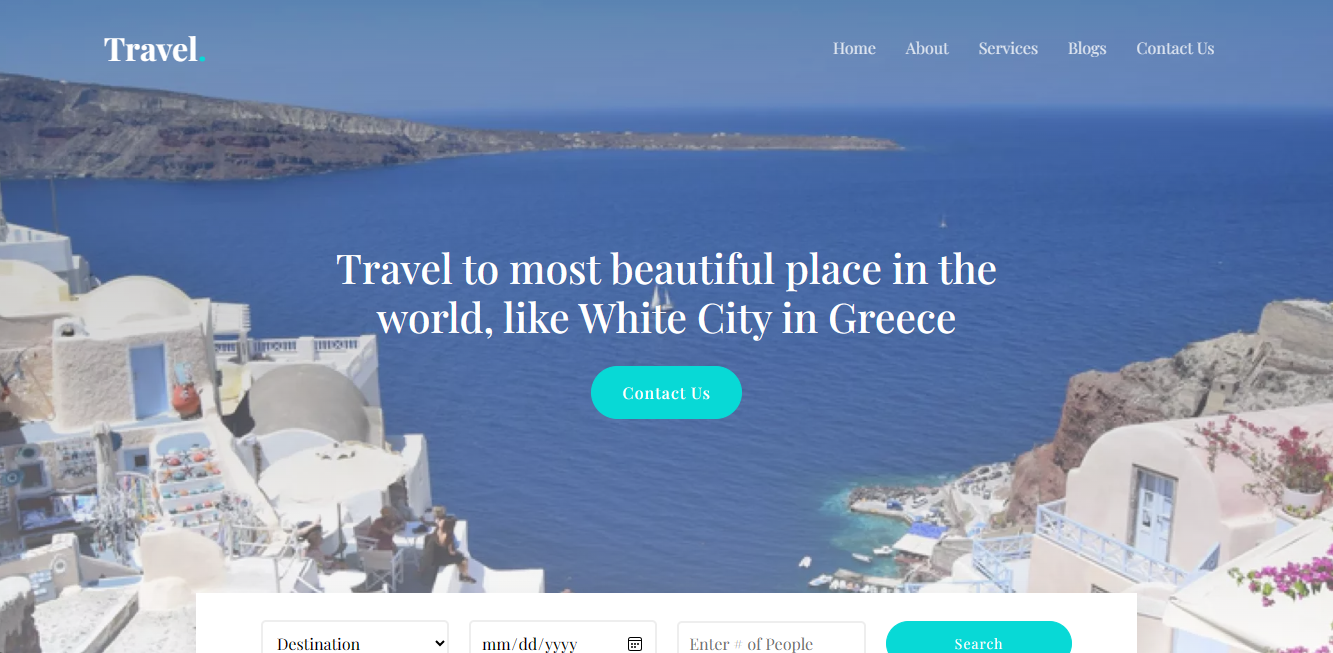 Travel.
Home About Services Blogs Contact Us
Travel to most beautiful place in the
world, like White City in Greece
Contact Us
Destination mm/dd/yyyy Enter # of People Search